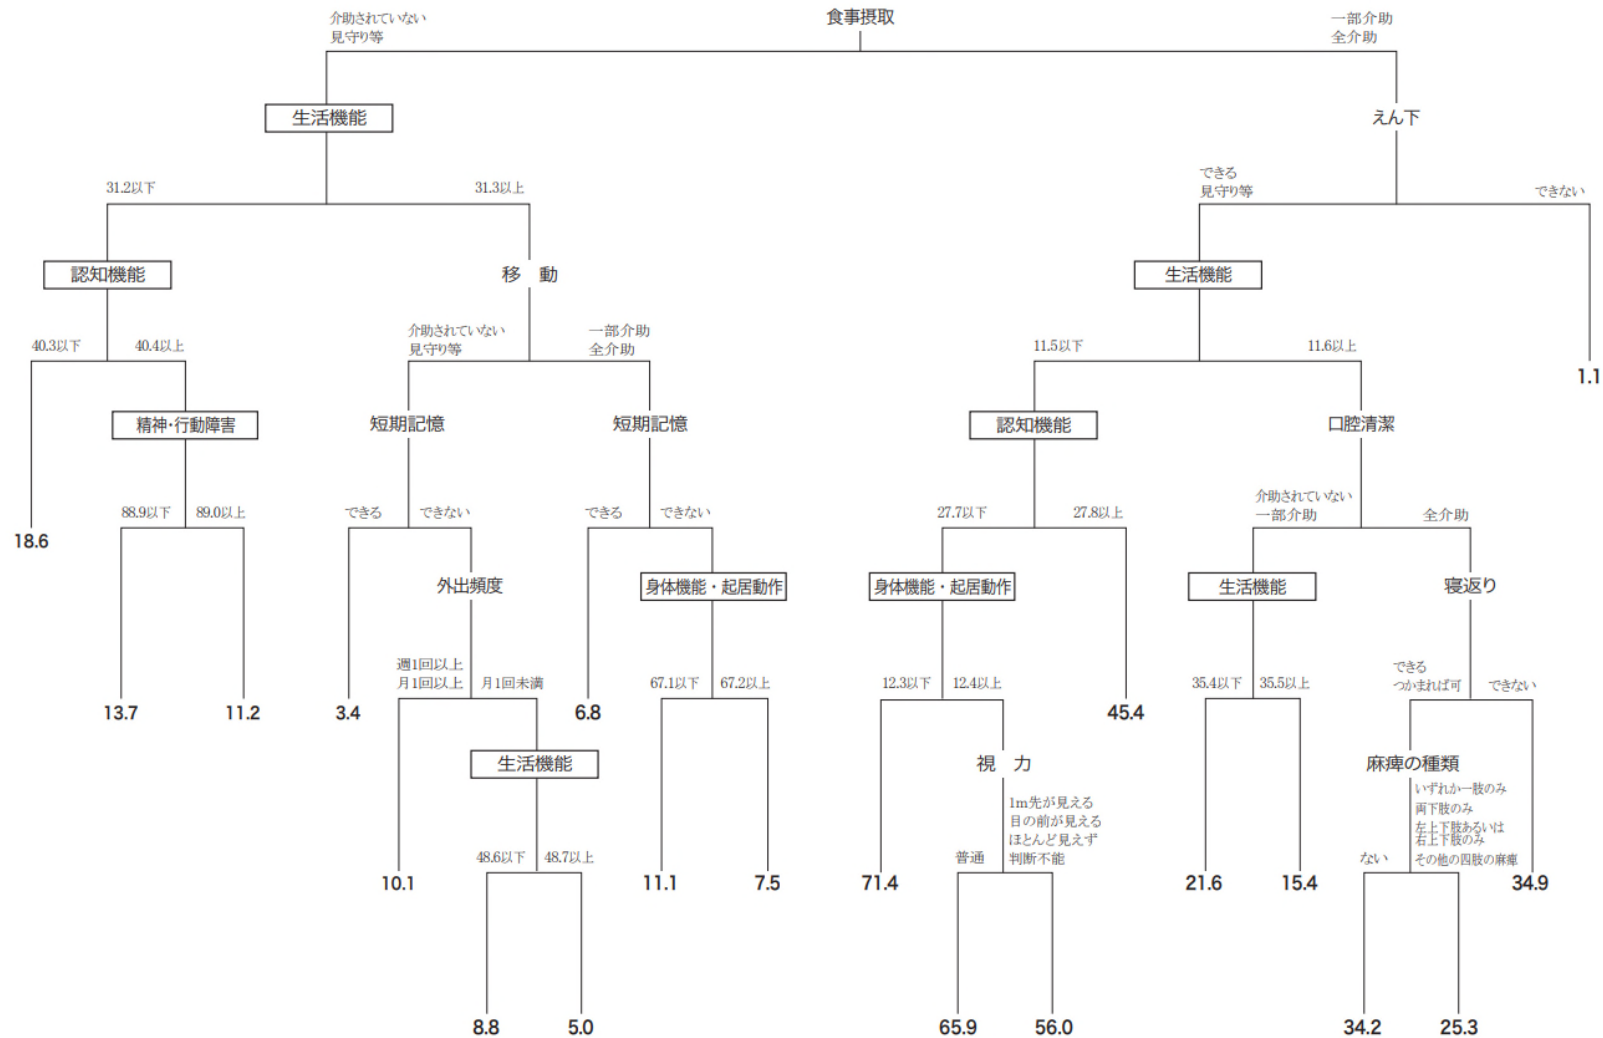 食事摂取
介助されていない
見守り等
一部介助
全介助
生活機能
えん下
31.2以下
31.3以上
できる
見守り等
できない
認知機能
移　動
生活機能
1.1
40.3以下
40.4以上
介助されていない
見守り等
一部介助
全介助
11.5以下
11.6以上
18.6
精神・行動障害
短期記憶
短期記憶
認知機能
口腔清潔
88.9以下
89.0以上
できる
できない
できる
できない
27.7以下
27.8以上
介助されていない
一部介助
全介助
13.7
11.2
3.4
外出頻度
6.8
身体機能・起居動作
身体機能・起居動作
45.4
生活機能
寝返り
週1回以上
月1回以上
月1回未満
67.1以下
67.2以上
12.3以下
12.4以上
35.4以下
35.5以上
できる
つかまれば可
できない
10.1
生活機能
11.1
7.5
71.4
視　力
21.6
15.4
麻痺の種類
34.9
48.6以下
48.7以上
普通
1m先が見える
目の前が見える
ほとんど見えず
判断不能
ない
いずれか一肢のみ
両下肢のみ
左上下肢あるいは
右上下肢のみ
その他の四肢の麻痺
8.8
5.0
65.9
56.0
34.2
25.3